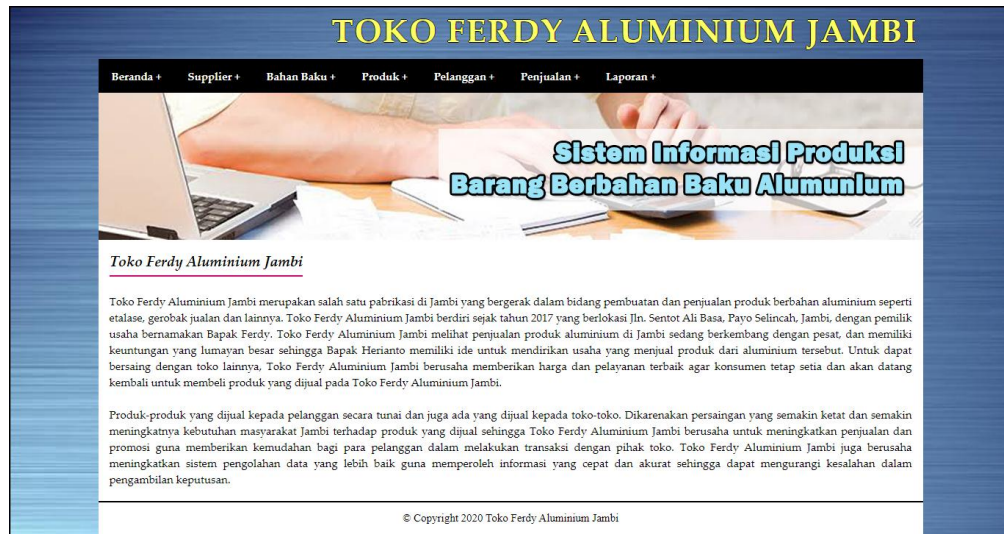 TOKO FERDY ALUMINIUM JAMBI
Beranda + Supplier + Bahan Baku + Produk + Pelanggan + Penjualan + Laporan +
Sistem Informasi Produksi
Barang Berbahan Baku Alumunium
Toko Ferdy Aluminium Jambi
Toko Ferdy Aluminium Jambi merupakan salah satu pabrikasi di Jambi yang bergerak dalam bidang pembuatan dan penjualan produk berbahan aluminium seperti
etalase, gerobak jualan dan lainnya. Toko Ferdy Aluminium Jambi berdiri sejak tahun 2017 yang berlokasi Jln. Sentot Ali Basa, Payo Selincah, Jambi, dengan pemilik
usaha bernamakan Bapak Ferdy. Toko Ferdy Aluminium Jambi melihat penjualan produk aluminium di Jambi sedang berkembang dengan pesat, dan memiliki
keuntungan yang lumayan besar sehingga Bapak Herianto memiliki ide untuk mendirikan usaha yang menjual produk dari aluminium tersebut. Untuk dapat
bersaing dengan toko lainnya, Toko Ferdy Aluminium Jambi berusaha memberikan harga dan pelayanan terbaik agar konsumen tetap setia dan akan datang
kembali untuk membeli produk yang dijual pada Toko Ferdy Aluminium Jambi.
Produk-produk yang dijual kepada pelanggan secara tunai dan juga ada yang dijual kepada toko-toko. Dikarenakan persaingan yang semakin ketat dan semakin
meningkatnya kebutuhan masyarakat Jambi terhadap produk yang dijual sehingga Toko Ferdy Aluminium Jambi berusaha untuk meningkatkan penjualan dan
promosi guna memberikan kemudahan bagi para pelanggan dalam melakukan transaksi dengan pihak toko. Toko Ferdy Aluminium Jambi juga berusaha
meningkatkan sistem pengolahan data yang lebih baik guna memperoleh informasi yang cepat dan akurat sehingga dapat mengurangi kesalahan dalam
pengambilan keputusan.
© Copyright 2020 Toko Ferdy Aluminium Jambi